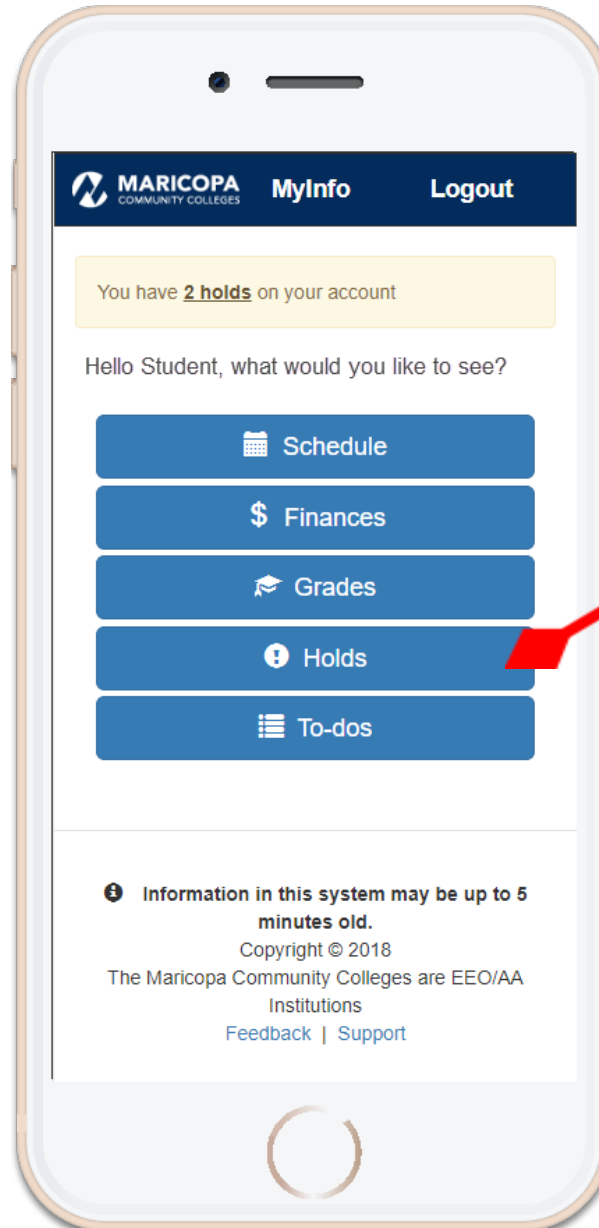 MARICOPA
COMMUNITY COLLEGES
MyInfo
Logout
You have 2 holds on your account
Hello Student, what would you like to see?
Schedule
$ Finances
Grades
Holds
To-dos
Information in this system may be up to 5
minutes old.
Copyright © 2018
The Maricopa Community Colleges are EEO/AA
Institutions
Feedback | Support